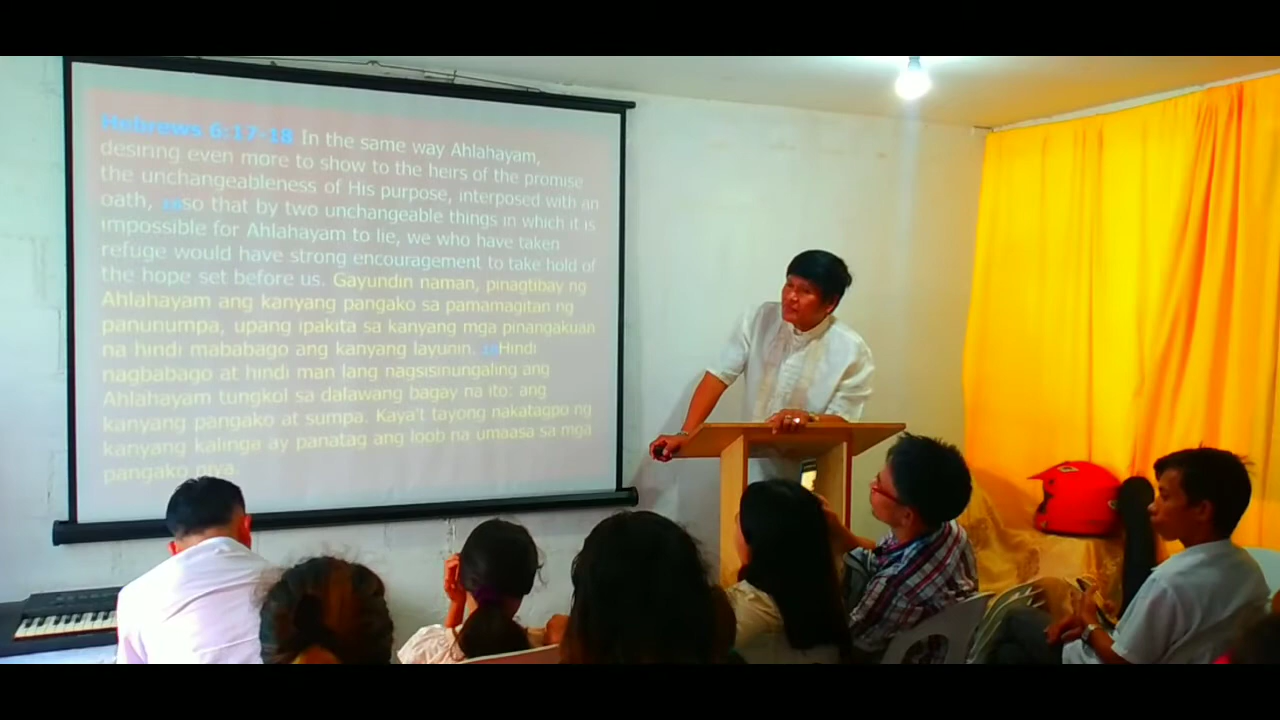 Hebrews 6:17-18 In the same way Ahlahayam,
desiring even more to show to the heirs of the promise
the unchangeableness of His purpose, interposed with an
oath, 18so that by two unchangeable things in which it is
impossible for Ahlahayam to lie, we who have taken
refuge would have strong encouragement to take hold of
the hope set before us. Gayundin naman, pinagtibay ng
Ahlahayam ang kanyang pangako sa pamamagitan ng
panunumpa, upang ipakita sa kanyang mga pinangakuan
na hindi mababago ang kanyang layunin. 18Hindi
nagbabago at hindi man lang nagsisinungaling ang
Ahlahayam tungkol sa dalawang bagay na ito: ang
kanyang pangako at sumpa. Kaya't tayong nakatagpo ng
kanyang kalinga ay panatag ang loob na umaasa sa mga
pangako niya.